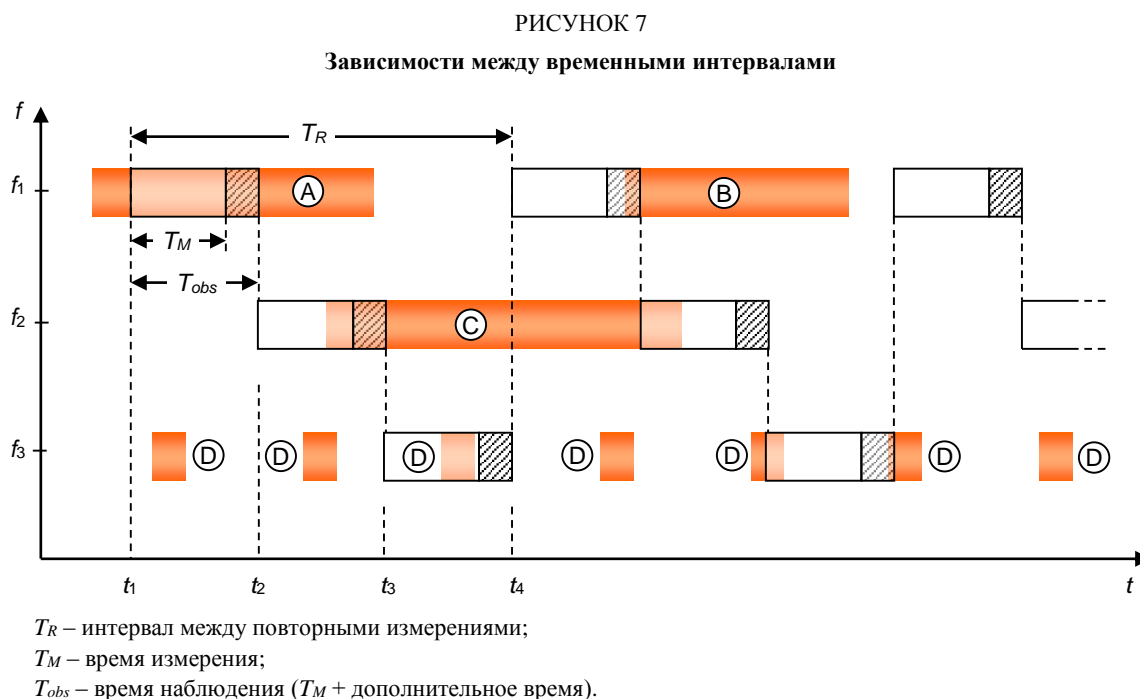 РИСУНОК 7
Зависимости между временными интервалами
f
T_R
f1 A B
T_M
T_obs
f2 C
f3 D D D D D D D
t1 t2 t3 t4 t
T_R – интервал между повторными измерениями;
T_M – время измерения;
T_obs – время наблюдения (T_M + дополнительное время).